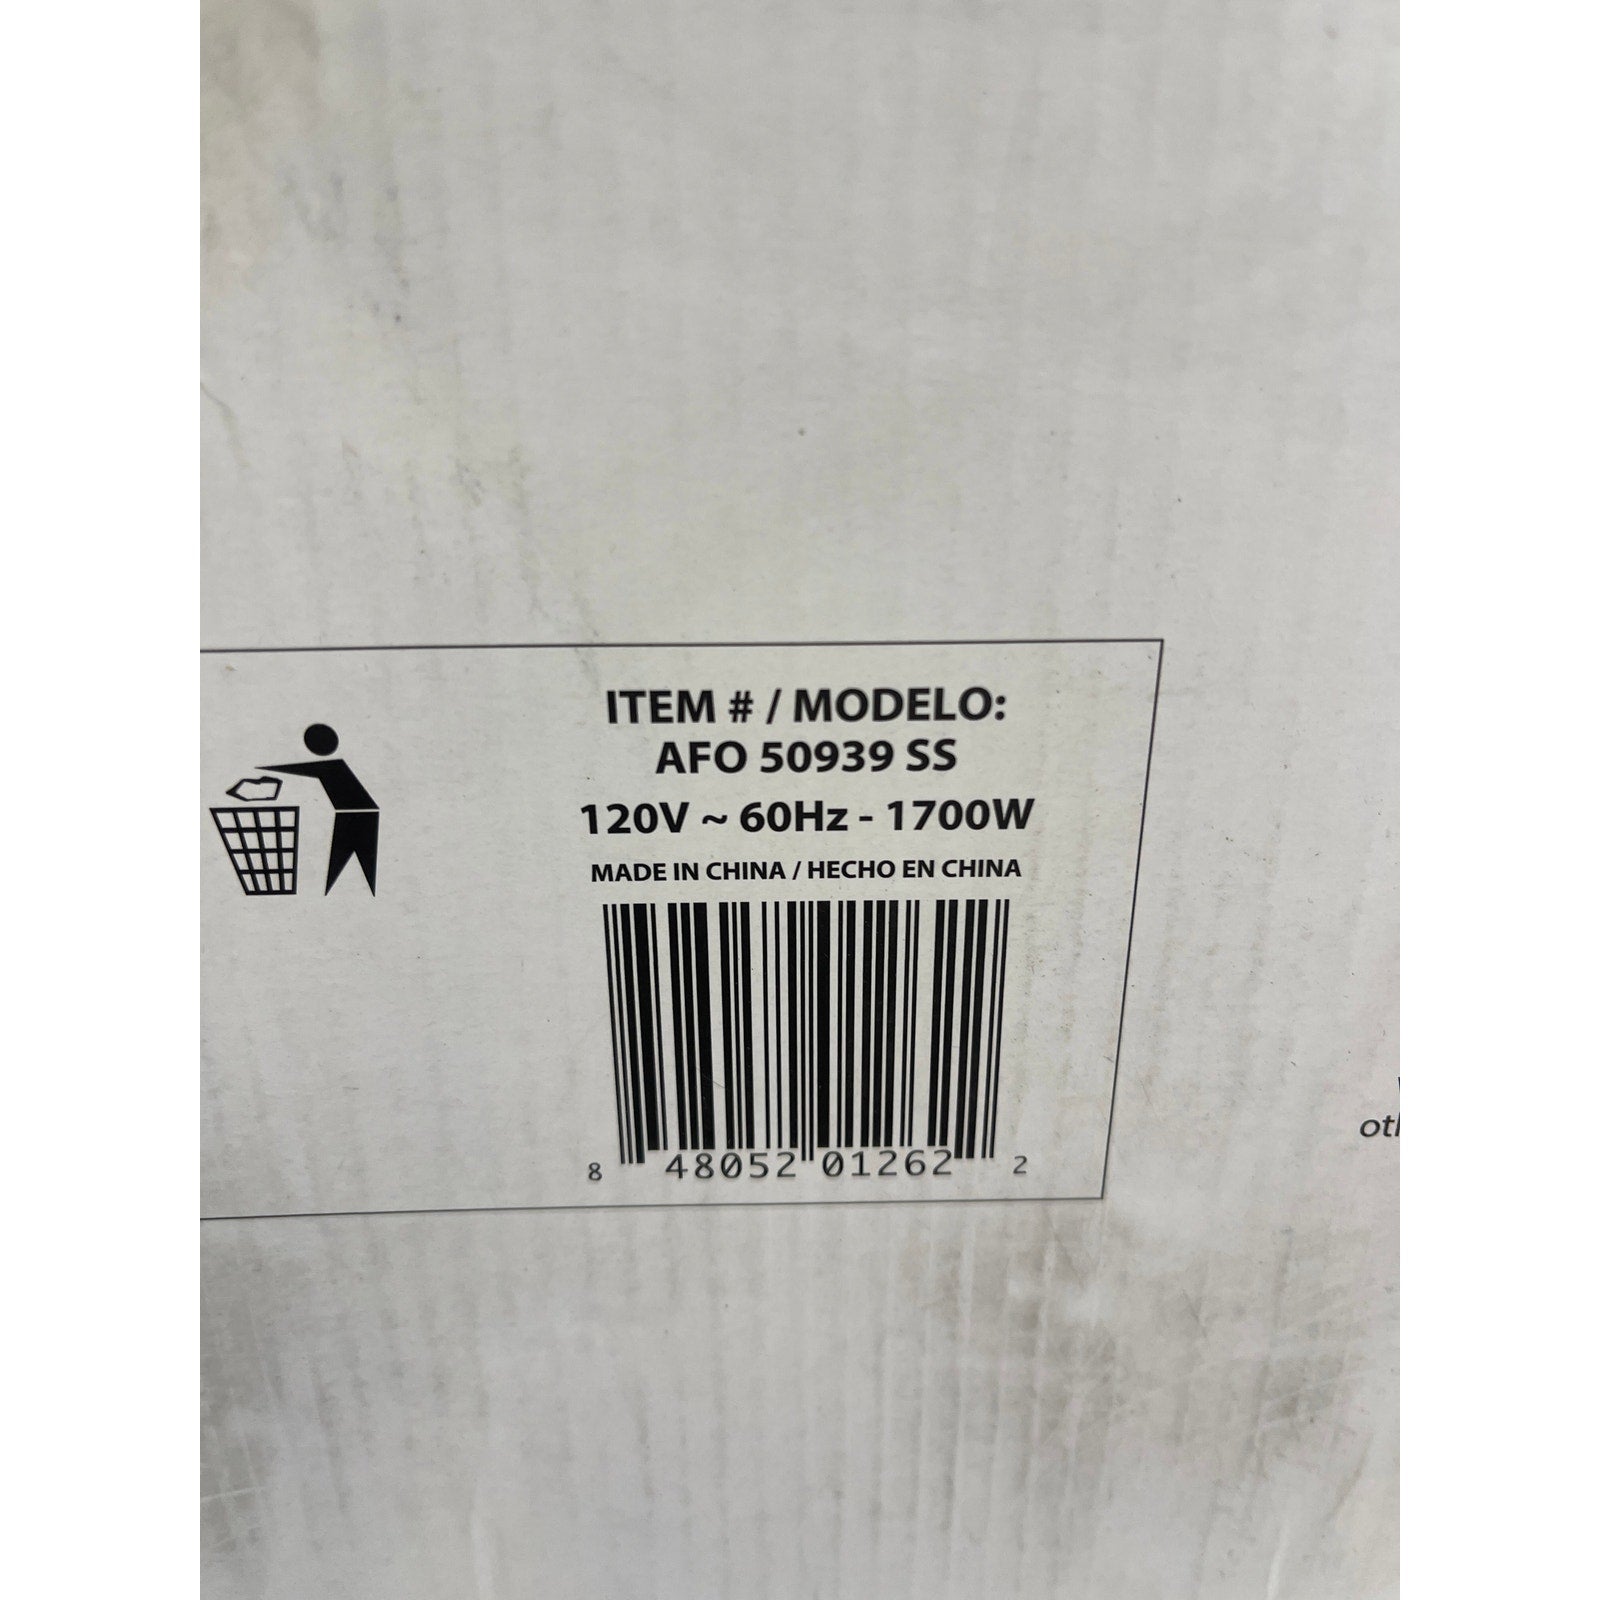 ITEM # / MODELO:
AFO 50939 SS
120V ~ 60Hz - 1700W
MADE IN CHINA / HECHO EN CHINA
8 48052 01262 2